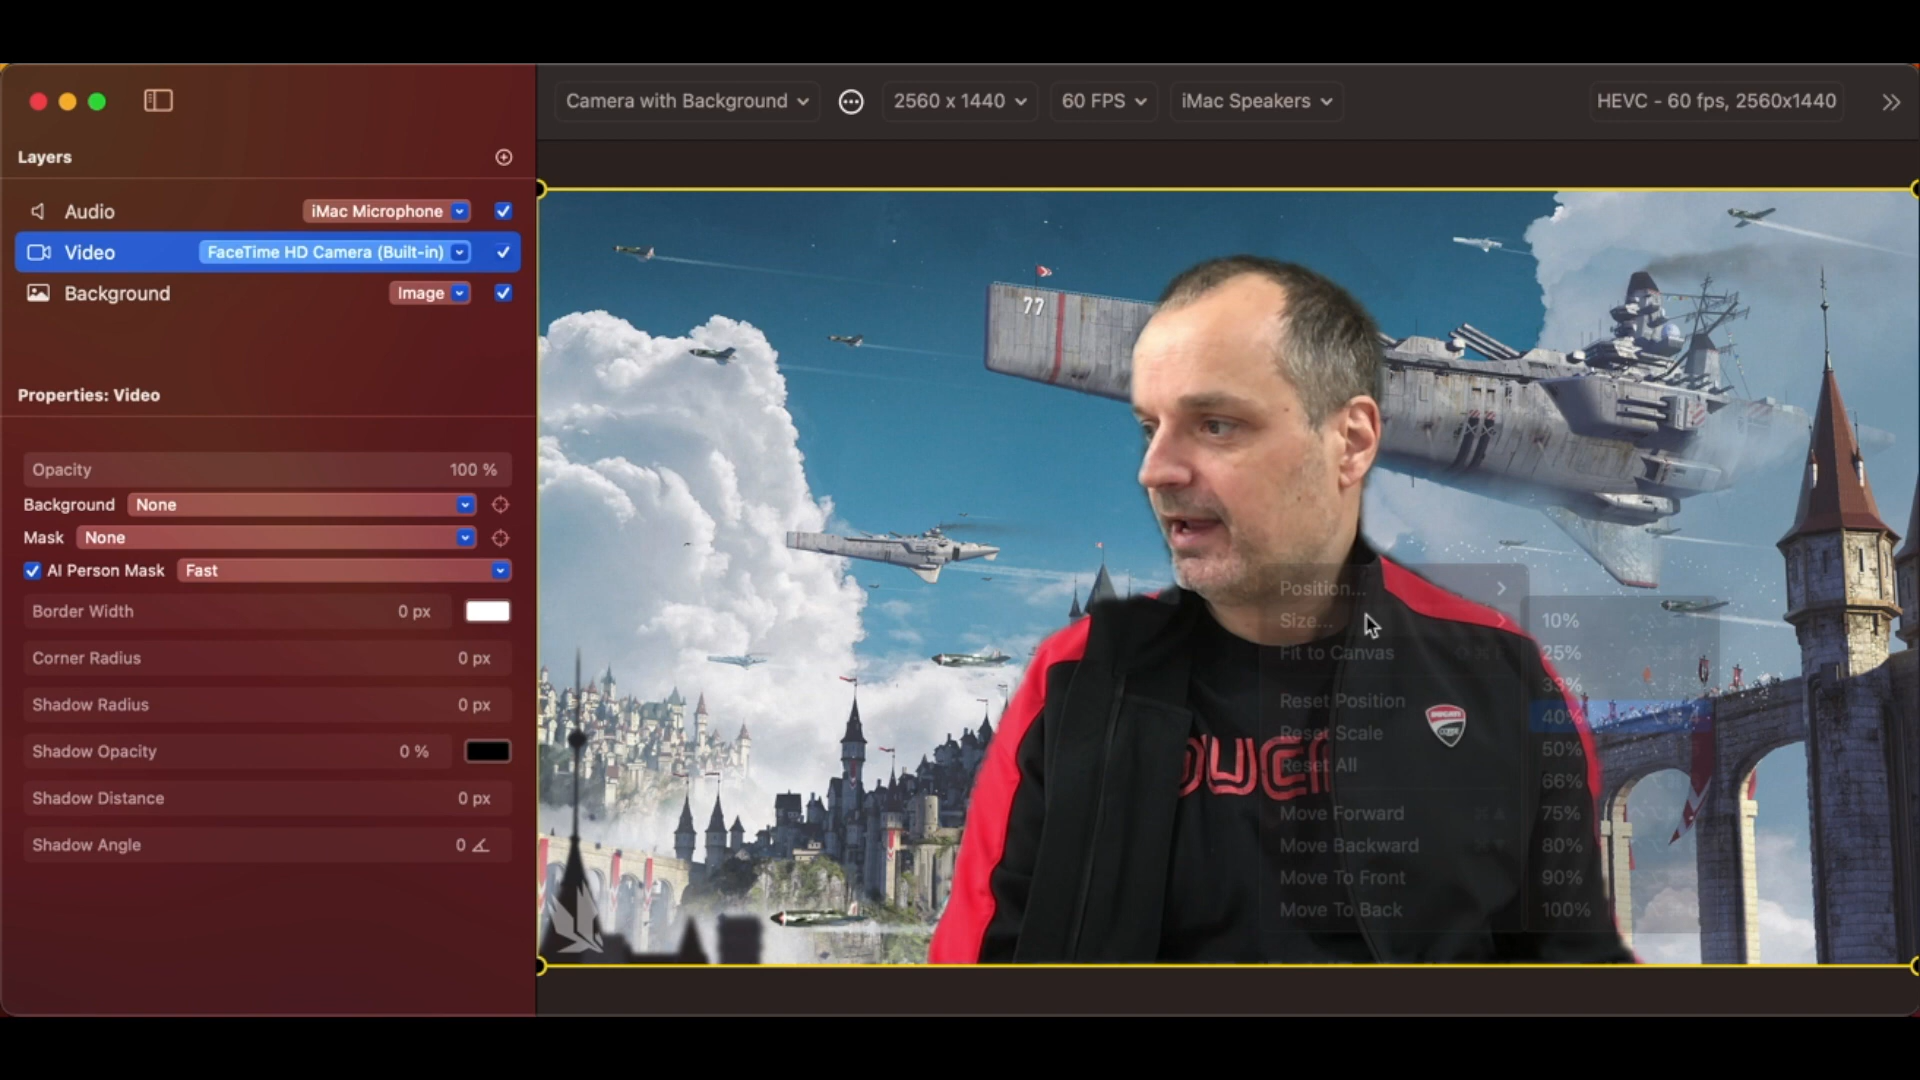 Camera with Background
2560 x 1440
60 FPS
iMac Speakers
HEVC - 60 fps, 2560x1440
Layers
Audio
iMac Microphone
Video
FaceTime HD Camera (Built-in)
Background
Image
Properties: Video
Opacity
100 %
Background
None
Mask
None
AI Person Mask
Fast
Border Width
0 px
Corner Radius
0 px
Shadow Radius
0 px
Shadow Opacity
0 %
Shadow Distance
0 px
Shadow Angle
0
77
Position...
Size...
Fit to Canvas
Reset Position
Reset Scale
Reset All
Move Forward
Move Backward
Move To Front
Move To Back
10%
25%
33%
40%
50%
66%
75%
80%
90%
100%
DUCATI
CORSE